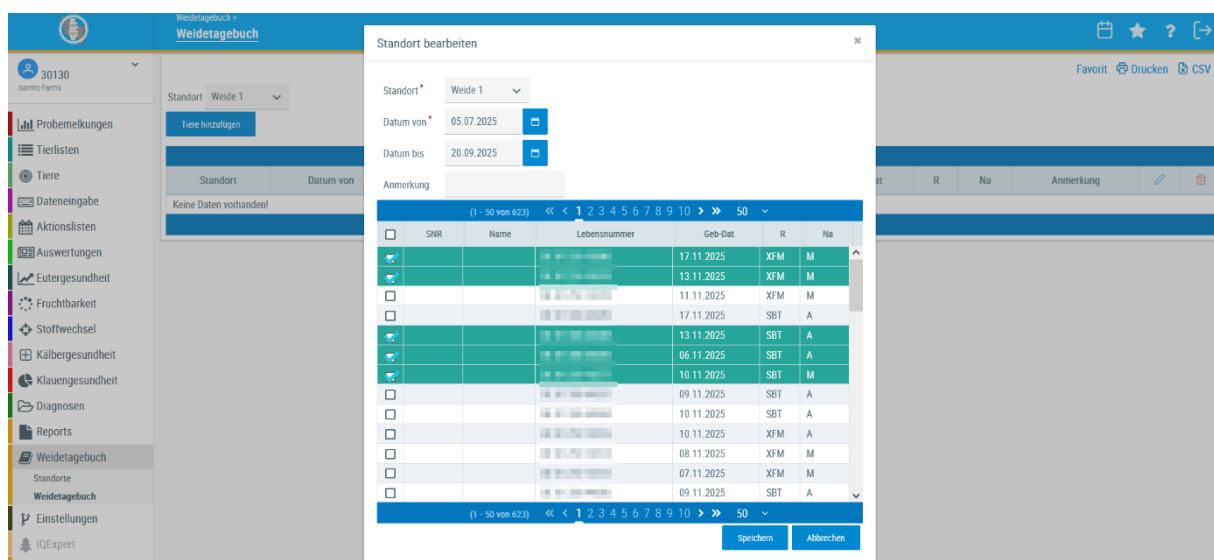 Weidetagebuch >
Weidetagebuch
30130
Isarinho Farms
Favorit Drucken CSV
Standort Weide 1
Tiere hinzufügen
Standort Datum von R Na Anmerkung
Keine Daten vorhanden!
Probemelkungen
Tierlisten
Tiere
Dateneingabe
Aktionslisten
Auswertungen
Eutergesundheit
Fruchtbarkeit
Stoffwechsel
Kälbergesundheit
Klauengesundheit
Diagnosen
Reports
Weidetagebuch
Standorte
Weidetagebuch
Einstellungen
IQExpert
Standort bearbeiten
Standort* Weide 1
Datum von* 05.07.2025
Datum bis 20.09.2025
Anmerkung
(1 - 50 von 623) 1 2 3 4 5 6 7 8 9 10 50
SNR Name Lebensnummer Geb-Dat R Na
17.11.2025 XFM M
13.11.2025 XFM M
11.11.2025 XFM M
17.11.2025 SBT A
13.11.2025 SBT A
06.11.2025 SBT A
10.11.2025 SBT M
09.11.2025 SBT A
10.11.2025 SBT A
10.11.2025 XFM A
08.11.2025 XFM M
07.11.2025 XFM M
09.11.2025 SBT A
(1 - 50 von 623) 1 2 3 4 5 6 7 8 9 10 50
Speichern Abbrechen